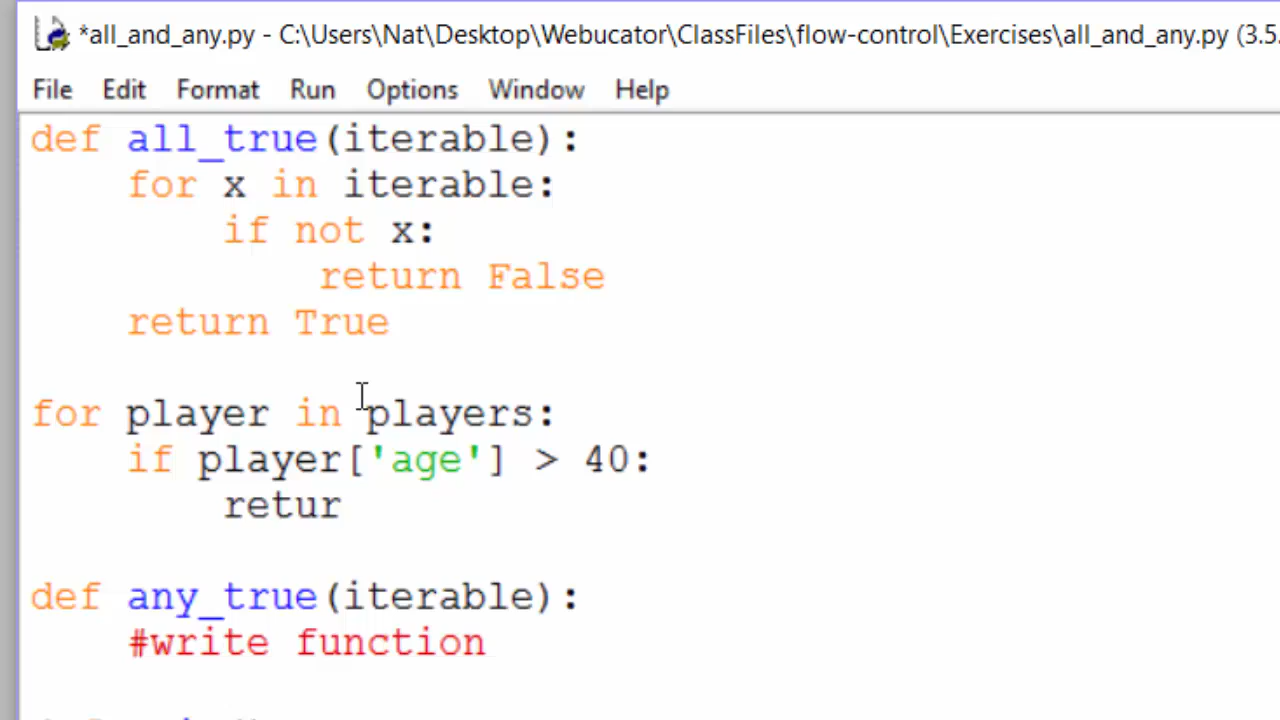 *all_and_any.py - C:\Users\Nat\Desktop\Webucator\ClassFiles\flow-control\Exercises\all_and_any.py (3.5.
File Edit Format Run Options Window Help
def all_true(iterable):
    for x in iterable:
        if not x:
            return False
    return True

for player in players:
    if player['age'] > 40:
        retur

def any_true(iterable):
    #write function